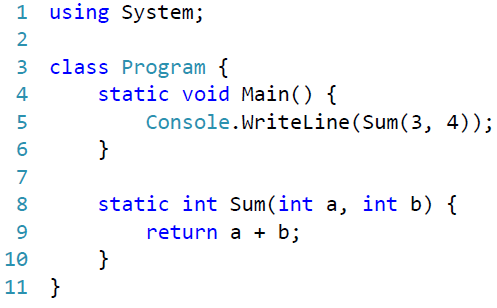 1 using System;
2
3 class Program {
4     static void Main() {
5         Console.WriteLine(Sum(3, 4));
6     }
7
8     static int Sum(int a, int b) {
9         return a + b;
10     }
11 }